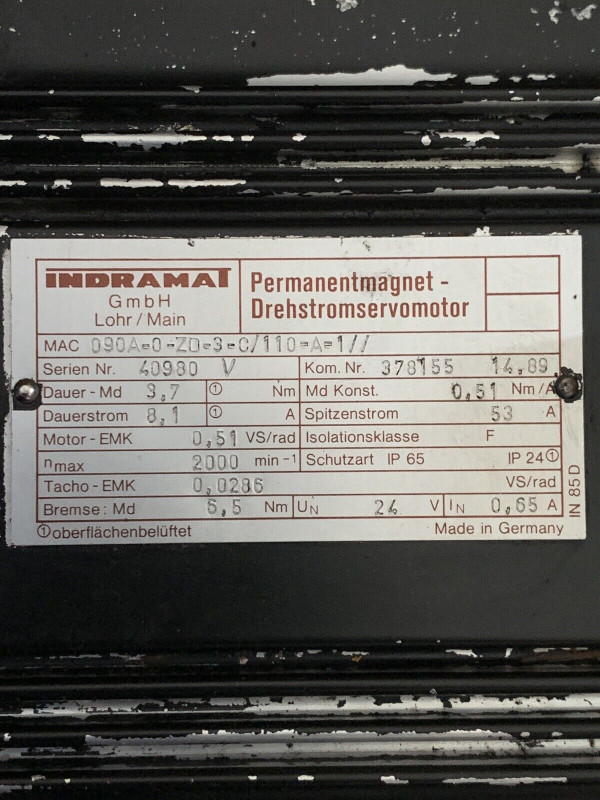 INDRAMAT
GmbH
Lohr / Main
Permanentmagnet -
Drehstromservomotor
MAC 090A-0-ZD-3-C/110-A-1//
Serien Nr. 40980 V Kom. Nr. 378155 14,89
Dauer - Md 3,7 ① Nm Md Konst. 0,51 Nm/A
Dauerstrom 8,1 ① A Spitzenstrom 53 A
Motor - EMK 0,51 VS/rad Isolationsklasse F
nmax 2000 min-1 Schutzart IP 65 IP 24①
Tacho - EMK 0,0286 VS/rad
Bremse: Md 6,5 Nm UN 24 V IN 0,65 A
①oberflächenbelüftet Made in Germany
IN 85 D